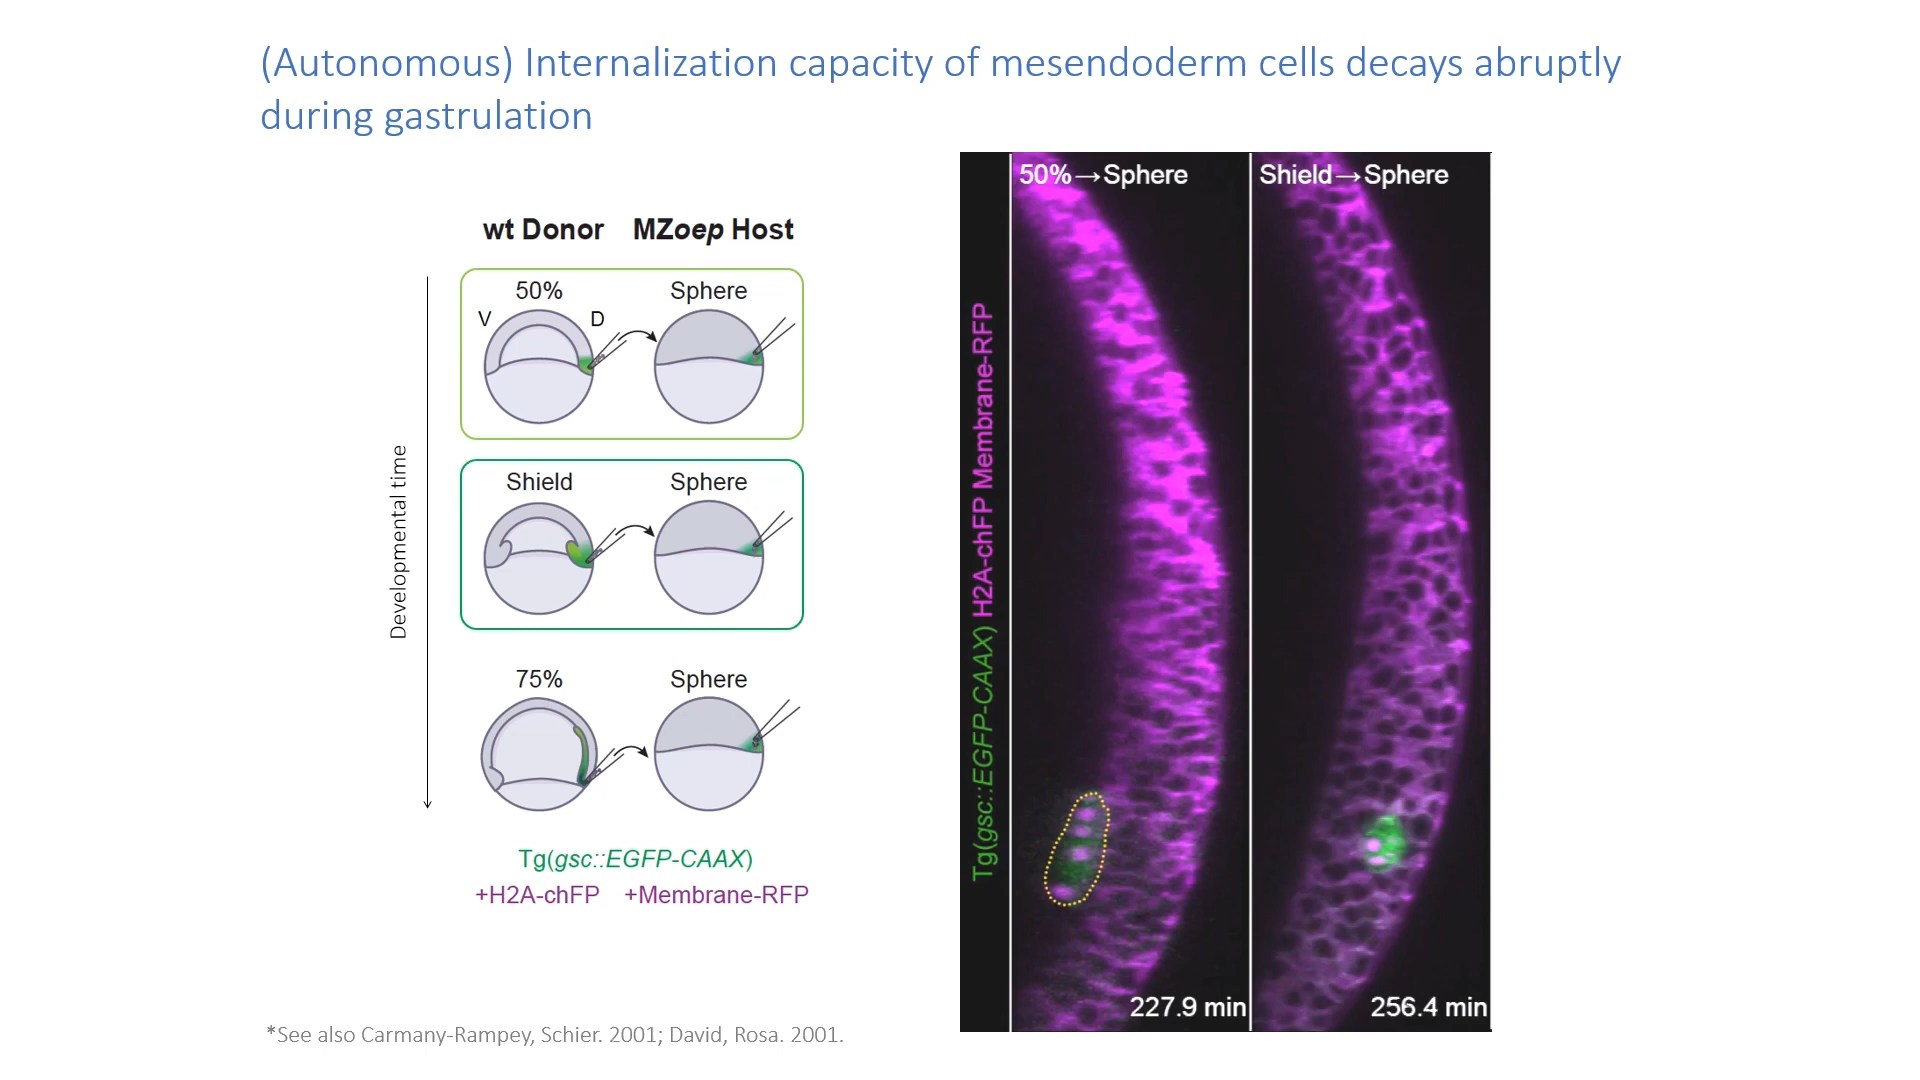 (Autonomous) Internalization capacity of mesendoderm cells decays abruptly
during gastrulation
wt Donor MZoep Host
50% Sphere
V D
Shield Sphere
75% Sphere
Developmental time
Tg(gsc::EGFP-CAAX)
+H2A-chFP +Membrane-RFP
*See also Carmany-Rampey, Schier. 2001; David, Rosa. 2001.
Tg(gsc::EGFP-CAAX) H2A-chFP Membrane-RFP
50%→Sphere
227.9 min
Shield→Sphere
256.4 min